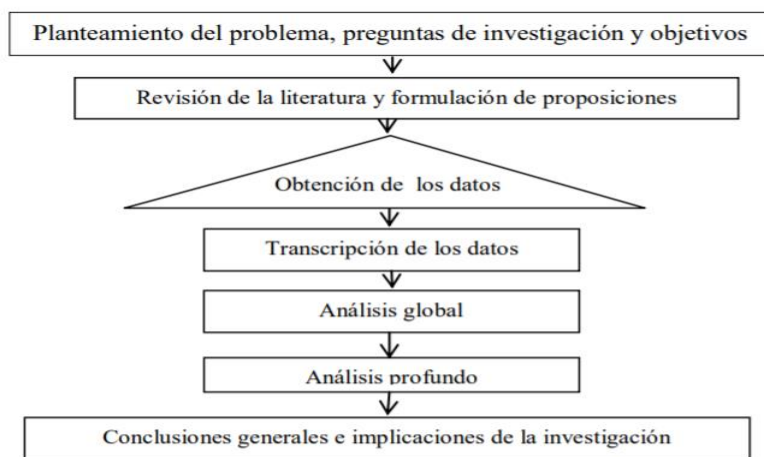 Planteamiento del problema, preguntas de investigación y objetivos
Revisión de la literatura y formulación de proposiciones
Obtención de los datos
Transcripción de los datos
Análisis global
Análisis profundo
Conclusiones generales e implicaciones de la investigación